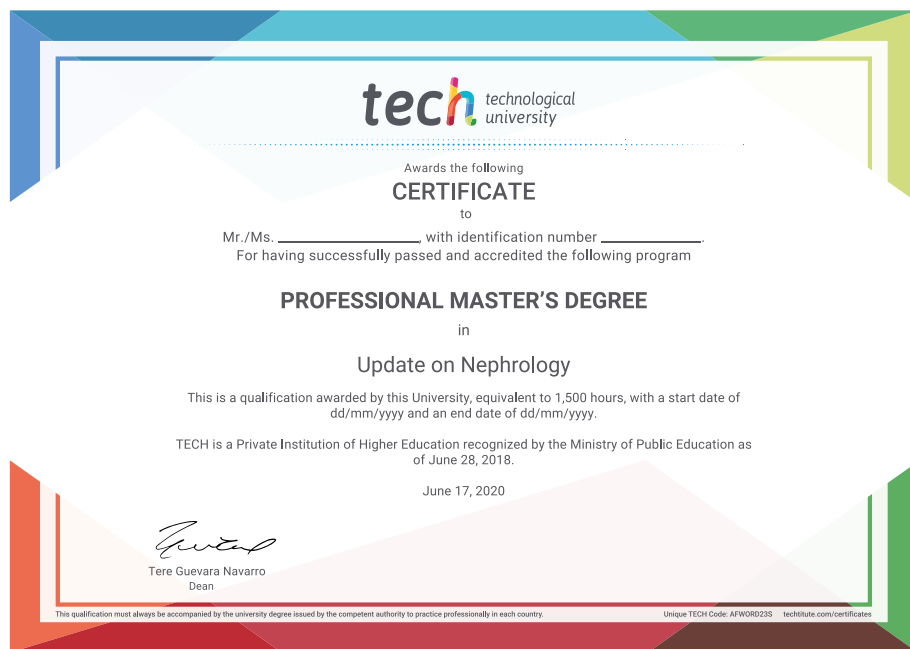 tech technological
university
Awards the following
CERTIFICATE
to
Mr./Ms. , with identification number .
For having successfully passed and accredited the following program
PROFESSIONAL MASTER'S DEGREE
in
Update on Nephrology
This is a qualification awarded by this University, equivalent to 1,500 hours, with a start date of
dd/mm/yyyy and an end date of dd/mm/yyyy.
TECH is a Private Institution of Higher Education recognized by the Ministry of Public Education as
of June 28, 2018.
June 17, 2020
Tere Guevara Navarro
Dean
This qualification must always be accompanied by the university degree issued by the competent authority to practice professionally in each country. Unique TECH Code: AFWORD23S techtitute.com/certificates